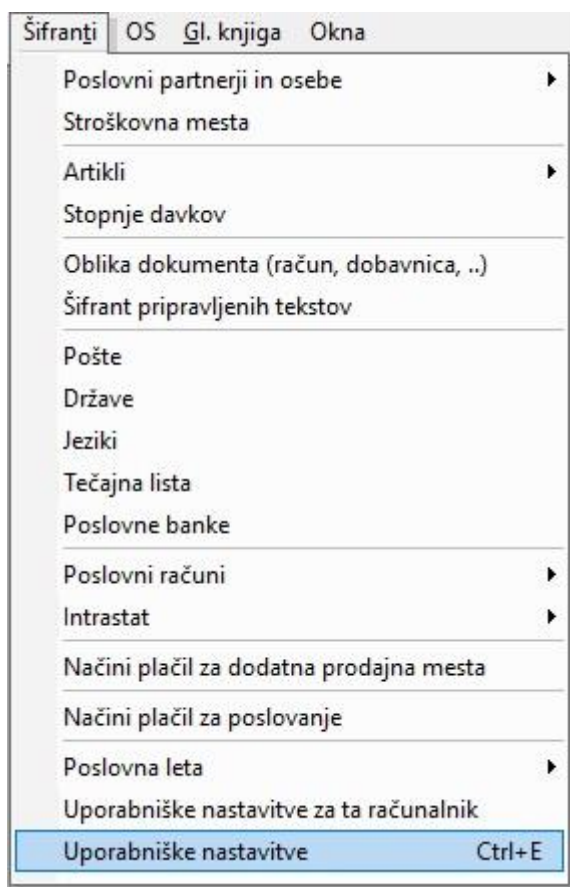 Šifranti OS Gl. knjiga Okna
Poslovni partnerji in osebe
Stroškovna mesta
Artikli
Stopnje davkov
Oblika dokumenta (račun, dobavnica, ..)
Šifrant pripravljenih tekstov
Pošte
Države
Jeziki
Tečajna lista
Poslovne banke
Poslovni računi
Intrastat
Načini plačil za dodatna prodajna mesta
Načini plačil za poslovanje
Poslovna leta
Uporabniške nastavitve za ta računalnik
Uporabniške nastavitve Ctrl+E